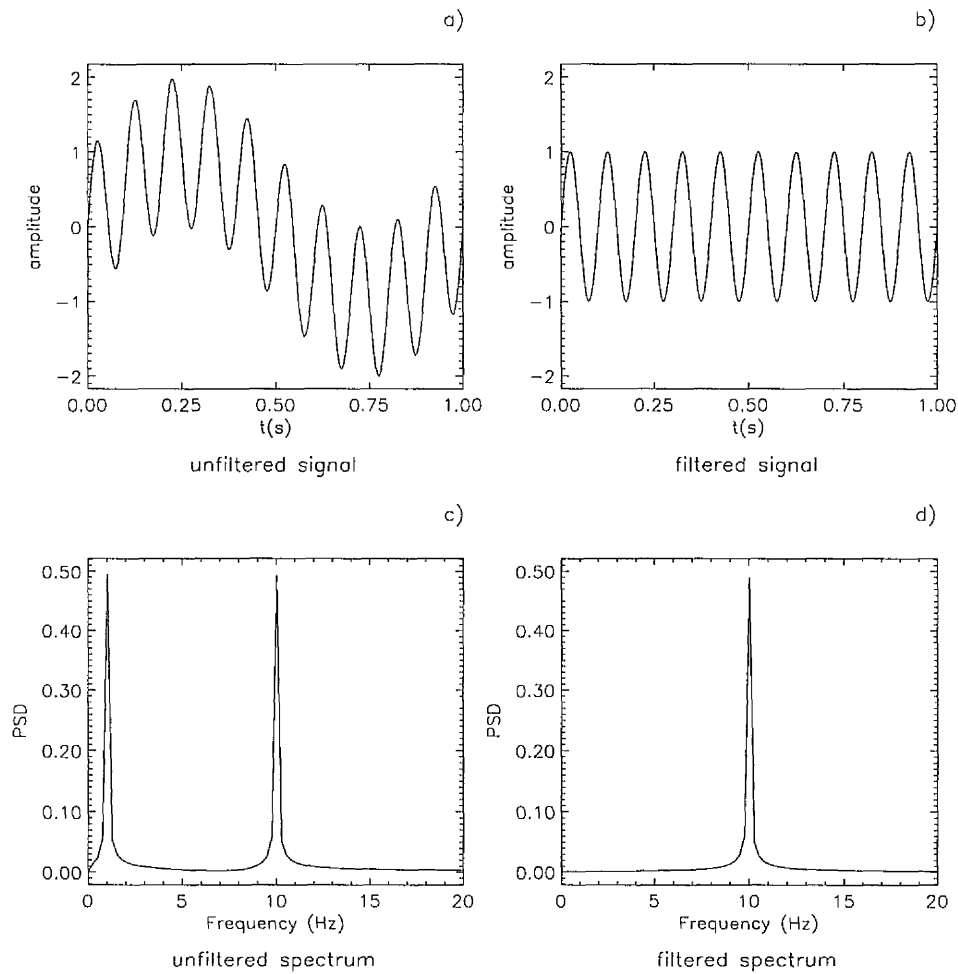 a)
2
1
0
−1
−2
amplitude
0.00 0.25 0.50 0.75 1.00
t(s)
unfiltered signal
b)
2
1
0
−1
−2
amplitude
0.00 0.25 0.50 0.75 1.00
t(s)
filtered signal
c)
0.50
0.40
0.30
0.20
0.10
0.00
PSD
0 5 10 15 20
Frequency (Hz)
unfiltered spectrum
d)
0.50
0.40
0.30
0.20
0.10
0.00
PSD
0 5 10 15 20
Frequency (Hz)
filtered spectrum